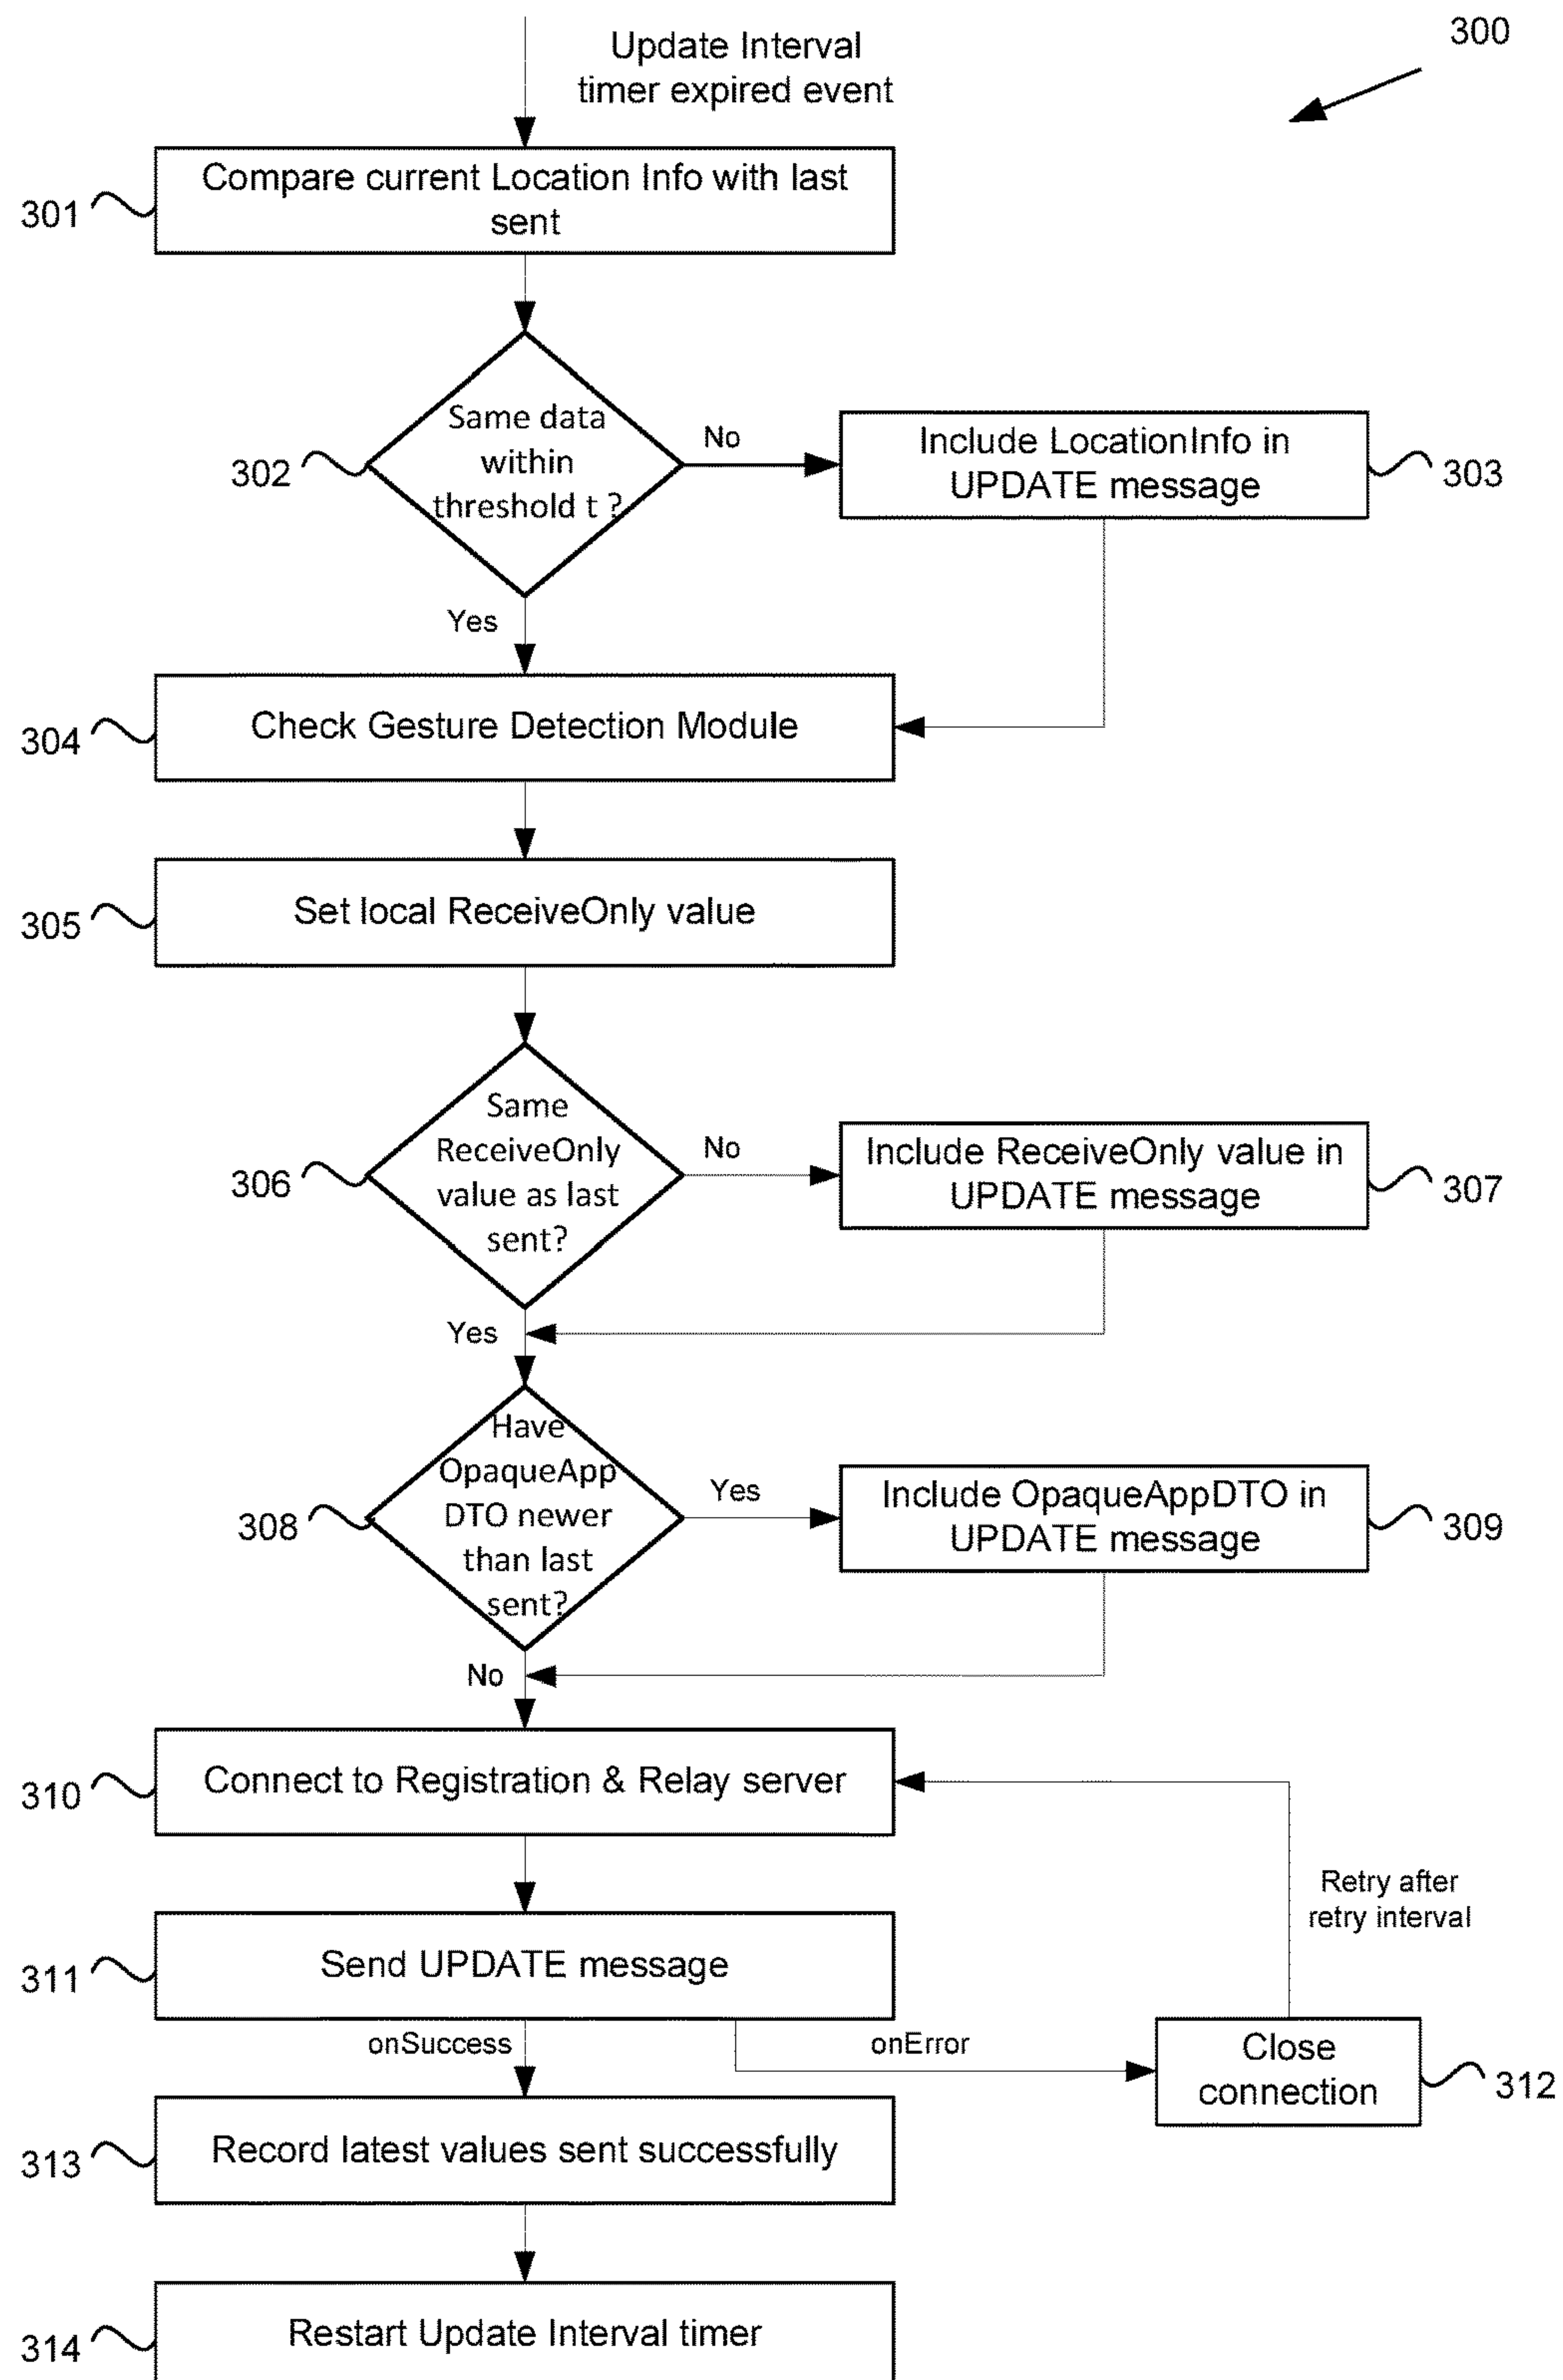 300
Update Interval
timer expired event
Compare current Location Info with last
sent
301
Same data
within
threshold t ?
302
No
Include LocationInfo in
UPDATE message
303
Yes
Check Gesture Detection Module
304
Set local ReceiveOnly value
305
Same
ReceiveOnly
value as last
sent?
306
No
Include ReceiveOnly value in
UPDATE message
307
Yes
Have
OpaqueApp
DTO newer
than last
sent?
308
Yes
Include OpaqueAppDTO in
UPDATE message
309
No
Connect to Registration & Relay server
310
Retry after
retry interval
Send UPDATE message
311
onSuccess
onError
Close
connection
312
Record latest values sent successfully
313
Restart Update Interval timer
314